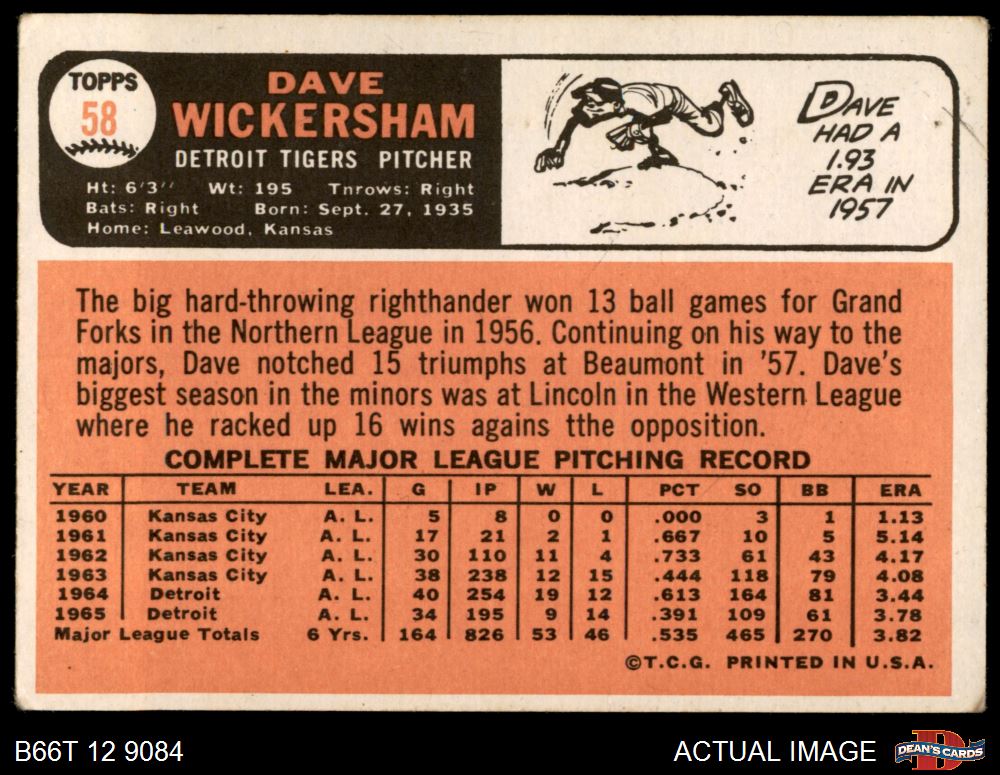 TOPPS
58
DAVE
WICKERSHAM
DETROIT TIGERS PITCHER
Ht: 6'3" Wt: 195 Throws: Right
Bats: Right Born: Sept. 27, 1935
Home: Leawood, Kansas
DAVE
HAD A
1.93
ERA IN
1957
The big hard-throwing righthander won 13 ball games for Grand
Forks in the Northern League in 1956. Continuing on his way to the
majors, Dave notched 15 triumphs at Beaumont in '57. Dave's
biggest season in the minors was at Lincoln in the Western League
where he racked up 16 wins agains tthe opposition.
COMPLETE MAJOR LEAGUE PITCHING RECORD
YEAR TEAM LEA. G IP W L PCT SO BB ERA
1960 Kansas City A. L. 5 8 0 0 .000 3 1 1.13
1961 Kansas City A. L. 17 21 2 1 .667 10 5 5.14
1962 Kansas City A. L. 30 110 11 4 .733 61 43 4.17
1963 Kansas City A. L. 38 238 12 15 .444 118 79 4.08
1964 Detroit A. L. 40 254 19 12 .613 164 81 3.44
1965 Detroit A. L. 34 195 9 14 .391 109 61 3.78
Major League Totals 6 Yrs. 164 826 53 46 .535 465 270 3.82
©T.C.G. PRINTED IN U.S.A.
B66T 12 9084
ACTUAL IMAGE
DEAN'S CARDS